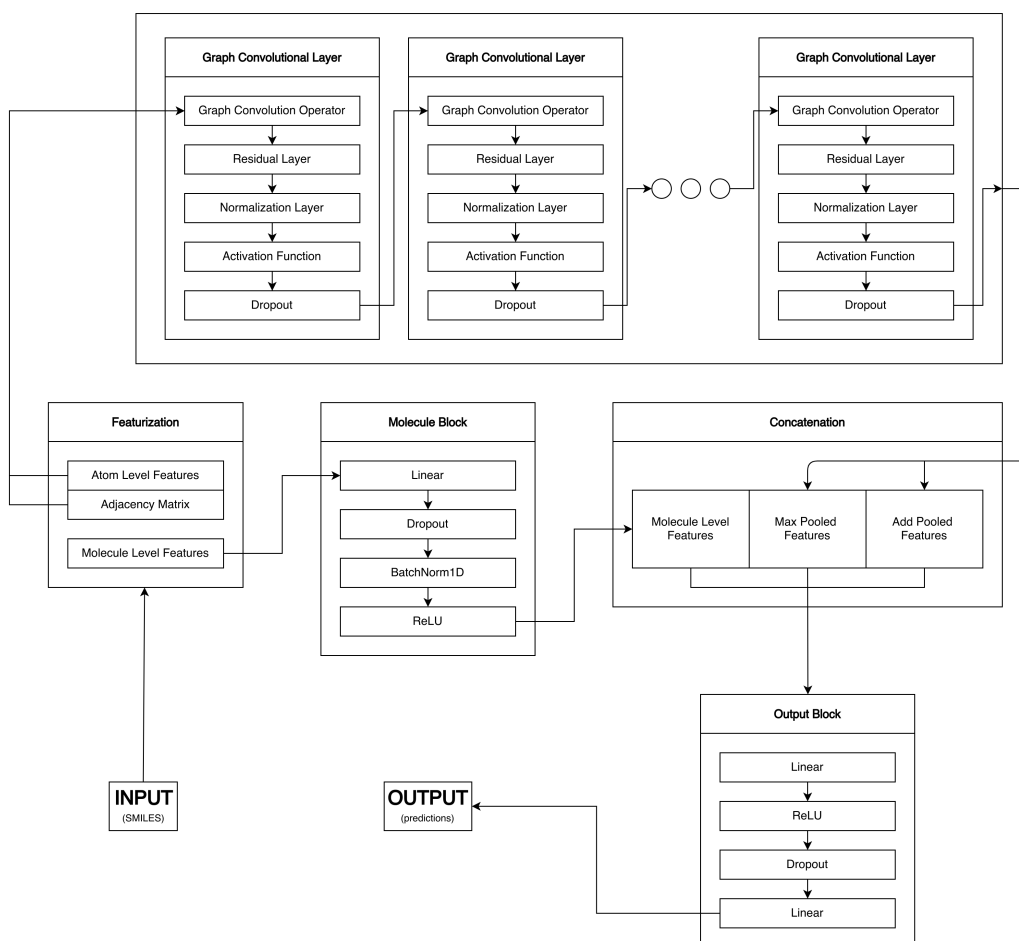 Graph Convolutional Layer
Graph Convolution Operator
Residual Layer
Normalization Layer
Activation Function
Dropout
Graph Convolutional Layer
Graph Convolution Operator
Residual Layer
Normalization Layer
Activation Function
Dropout
Graph Convolutional Layer
Graph Convolution Operator
Residual Layer
Normalization Layer
Activation Function
Dropout
Featurization
Atom Level Features
Adjacency Matrix
Molecule Level Features
Molecule Block
Linear
Dropout
BatchNorm1D
ReLU
Concatenation
Molecule Level
Features
Max Pooled
Features
Add Pooled
Features
Output Block
Linear
ReLU
Dropout
Linear
INPUT
(SMILES)
OUTPUT
(predictions)